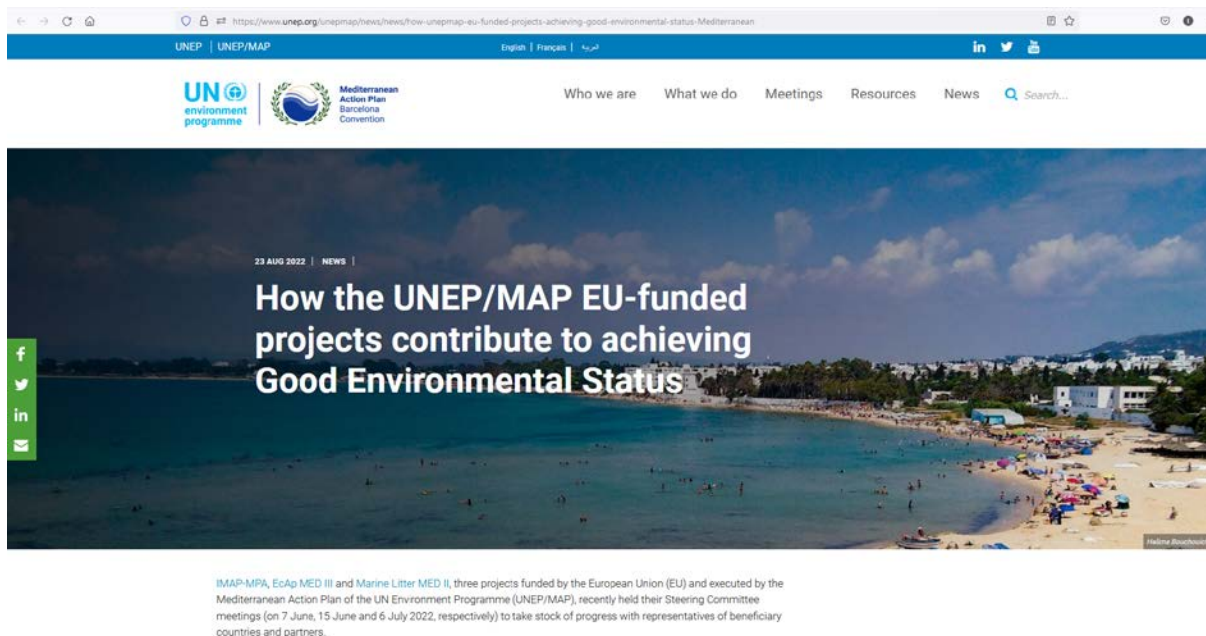 https://www.unep.org/unepmap/news/news/how-unepmap-eu-funded-projects-achieving-good-environmental-status-Mediterranean
UNEP | UNEP/MAP
English | Français | العربية
in
You
Tube
UN
environment
programme
Mediterranean
Action Plan
Barcelona
Convention
Who we are
What we do
Meetings
Resources
News
Search...
23 AUG 2022 | NEWS |
How the UNEP/MAP EU-funded
projects contribute to achieving
Good Environmental Status
f
in
IMAP-MPA, EcAp MED III and Marine Litter MED II, three projects funded by the European Union (EU) and executed by the
Mediterranean Action Plan of the UN Environment Programme (UNEP/MAP), recently held their Steering Committee
meetings (on 7 June, 15 June and 6 July 2022, respectively) to take stock of progress with representatives of beneficiary
countries and partners.